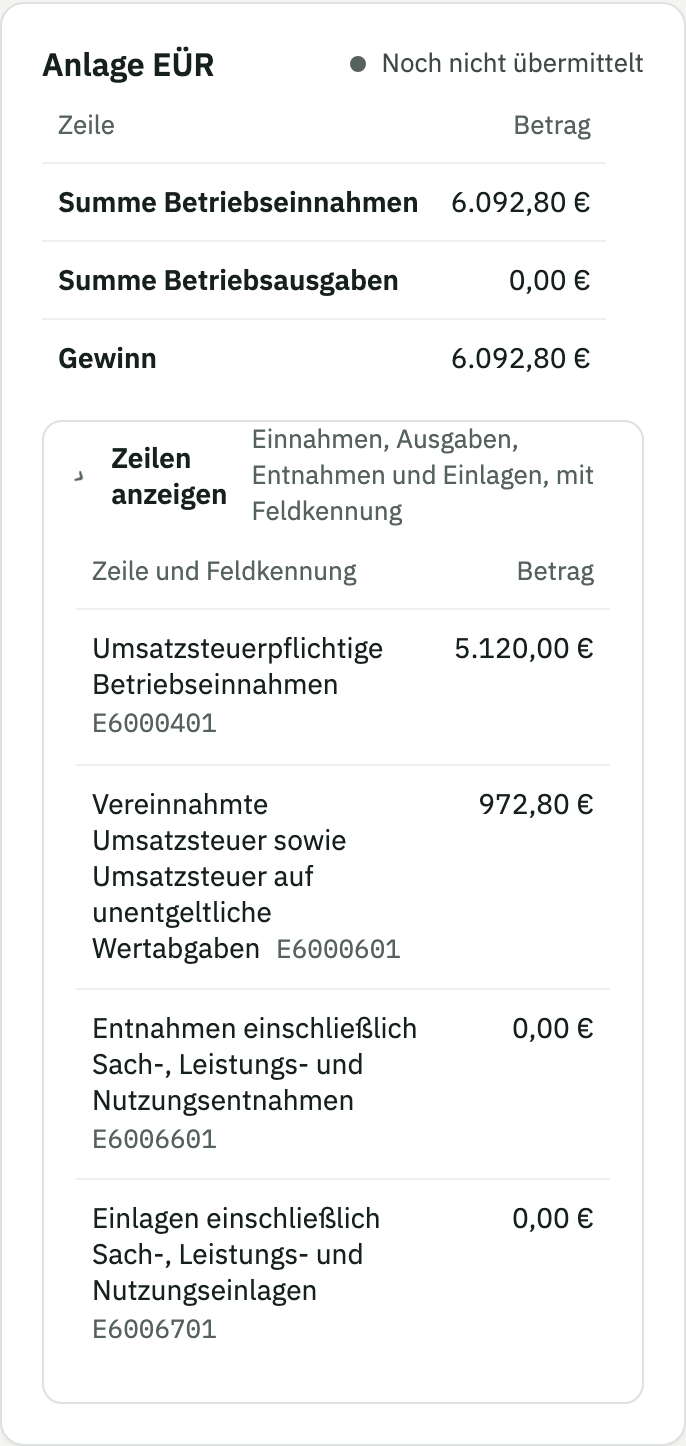 Anlage EÜR
Noch nicht übermittelt
Zeile Betrag
Summe Betriebseinnahmen 6.092,80 €
Summe Betriebsausgaben 0,00 €
Gewinn 6.092,80 €
Zeilen
anzeigen
Einnahmen, Ausgaben,
Entnahmen und Einlagen, mit
Feldkennung
Zeile und Feldkennung Betrag
Umsatzsteuerpflichtige 5.120,00 €
Betriebseinnahmen
E6000401
Vereinnahmte 972,80 €
Umsatzsteuer sowie
Umsatzsteuer auf
unentgeltliche
Wertabgaben E6000601
Entnahmen einschließlich 0,00 €
Sach-, Leistungs- und
Nutzungsentnahmen
E6006601
Einlagen einschließlich 0,00 €
Sach-, Leistungs- und
Nutzungseinlagen
E6006701